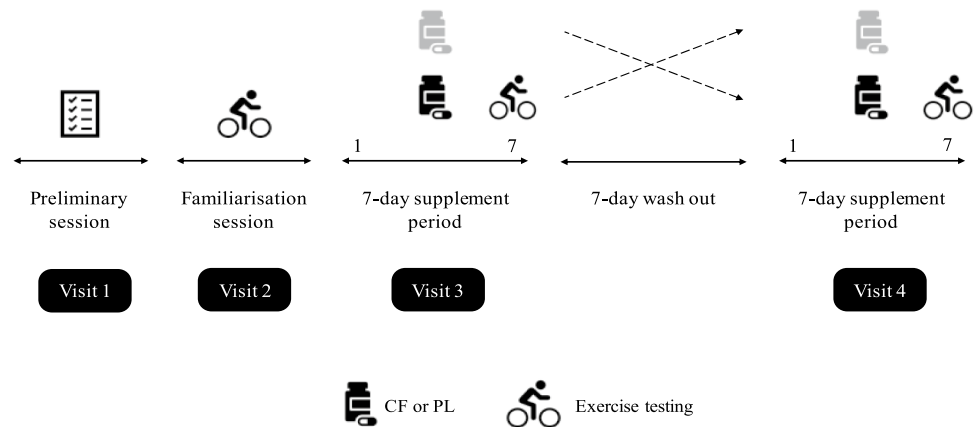 1
7
1
7
Preliminary
session
Familiarisation
session
7-day supplement
period
7-day wash out
7-day supplement
period
Visit 1
Visit 2
Visit 3
Visit 4
CF or PL
Exercise testing